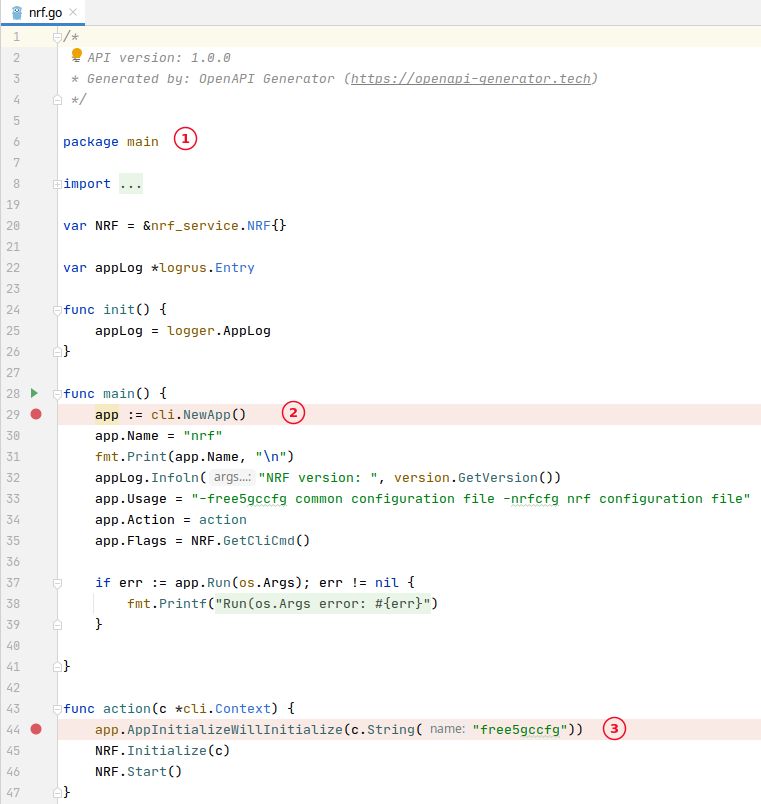 nrf.go
1 /*
2 * API version: 1.0.0
3 * Generated by: OpenAPI Generator (https://openapi-generator.tech)
4 */
5
6 package main 1
7
8 import ...
19
20 var NRF = &nrf_service.NRF{}
21
22 var appLog *logrus.Entry
23
24 func init() {
25 appLog = logger.AppLog
26 }
27
28 func main() {
29 app := cli.NewApp() 2
30 app.Name = "nrf"
31 fmt.Print(app.Name, "\n")
32 appLog.Infoln( args...: "NRF version: ", version.GetVersion())
33 app.Usage = "-free5gccfg common configuration file -nrfcfg nrf configuration file"
34 app.Action = action
35 app.Flags = NRF.GetCliCmd()
36
37 if err := app.Run(os.Args); err != nil {
38 fmt.Printf("Run(os.Args error: #{err}")
39 }
40
41 }
42
43 func action(c *cli.Context) {
44 app.AppInitializeWillInitialize(c.String( name: "free5gccfg")) 3
45 NRF.Initialize(c)
46 NRF.Start()
47 }